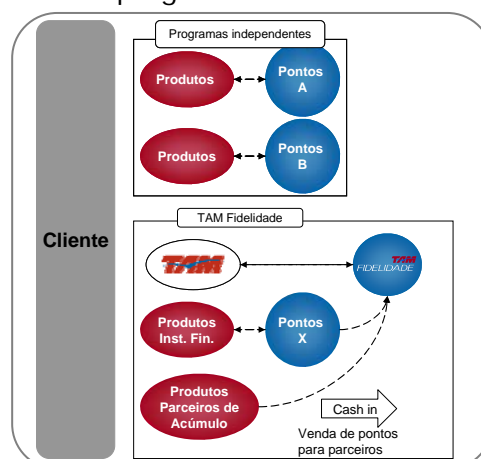 Programas independentes
Produtos
Pontos
A
Produtos
Pontos
B
Cliente
TAM Fidelidade
TAM
TAM
FIDELIDADE
Produtos
Inst. Fin.
Pontos
X
Produtos
Parceiros de
Acúmulo
Cash in
Venda de pontos
para parceiros